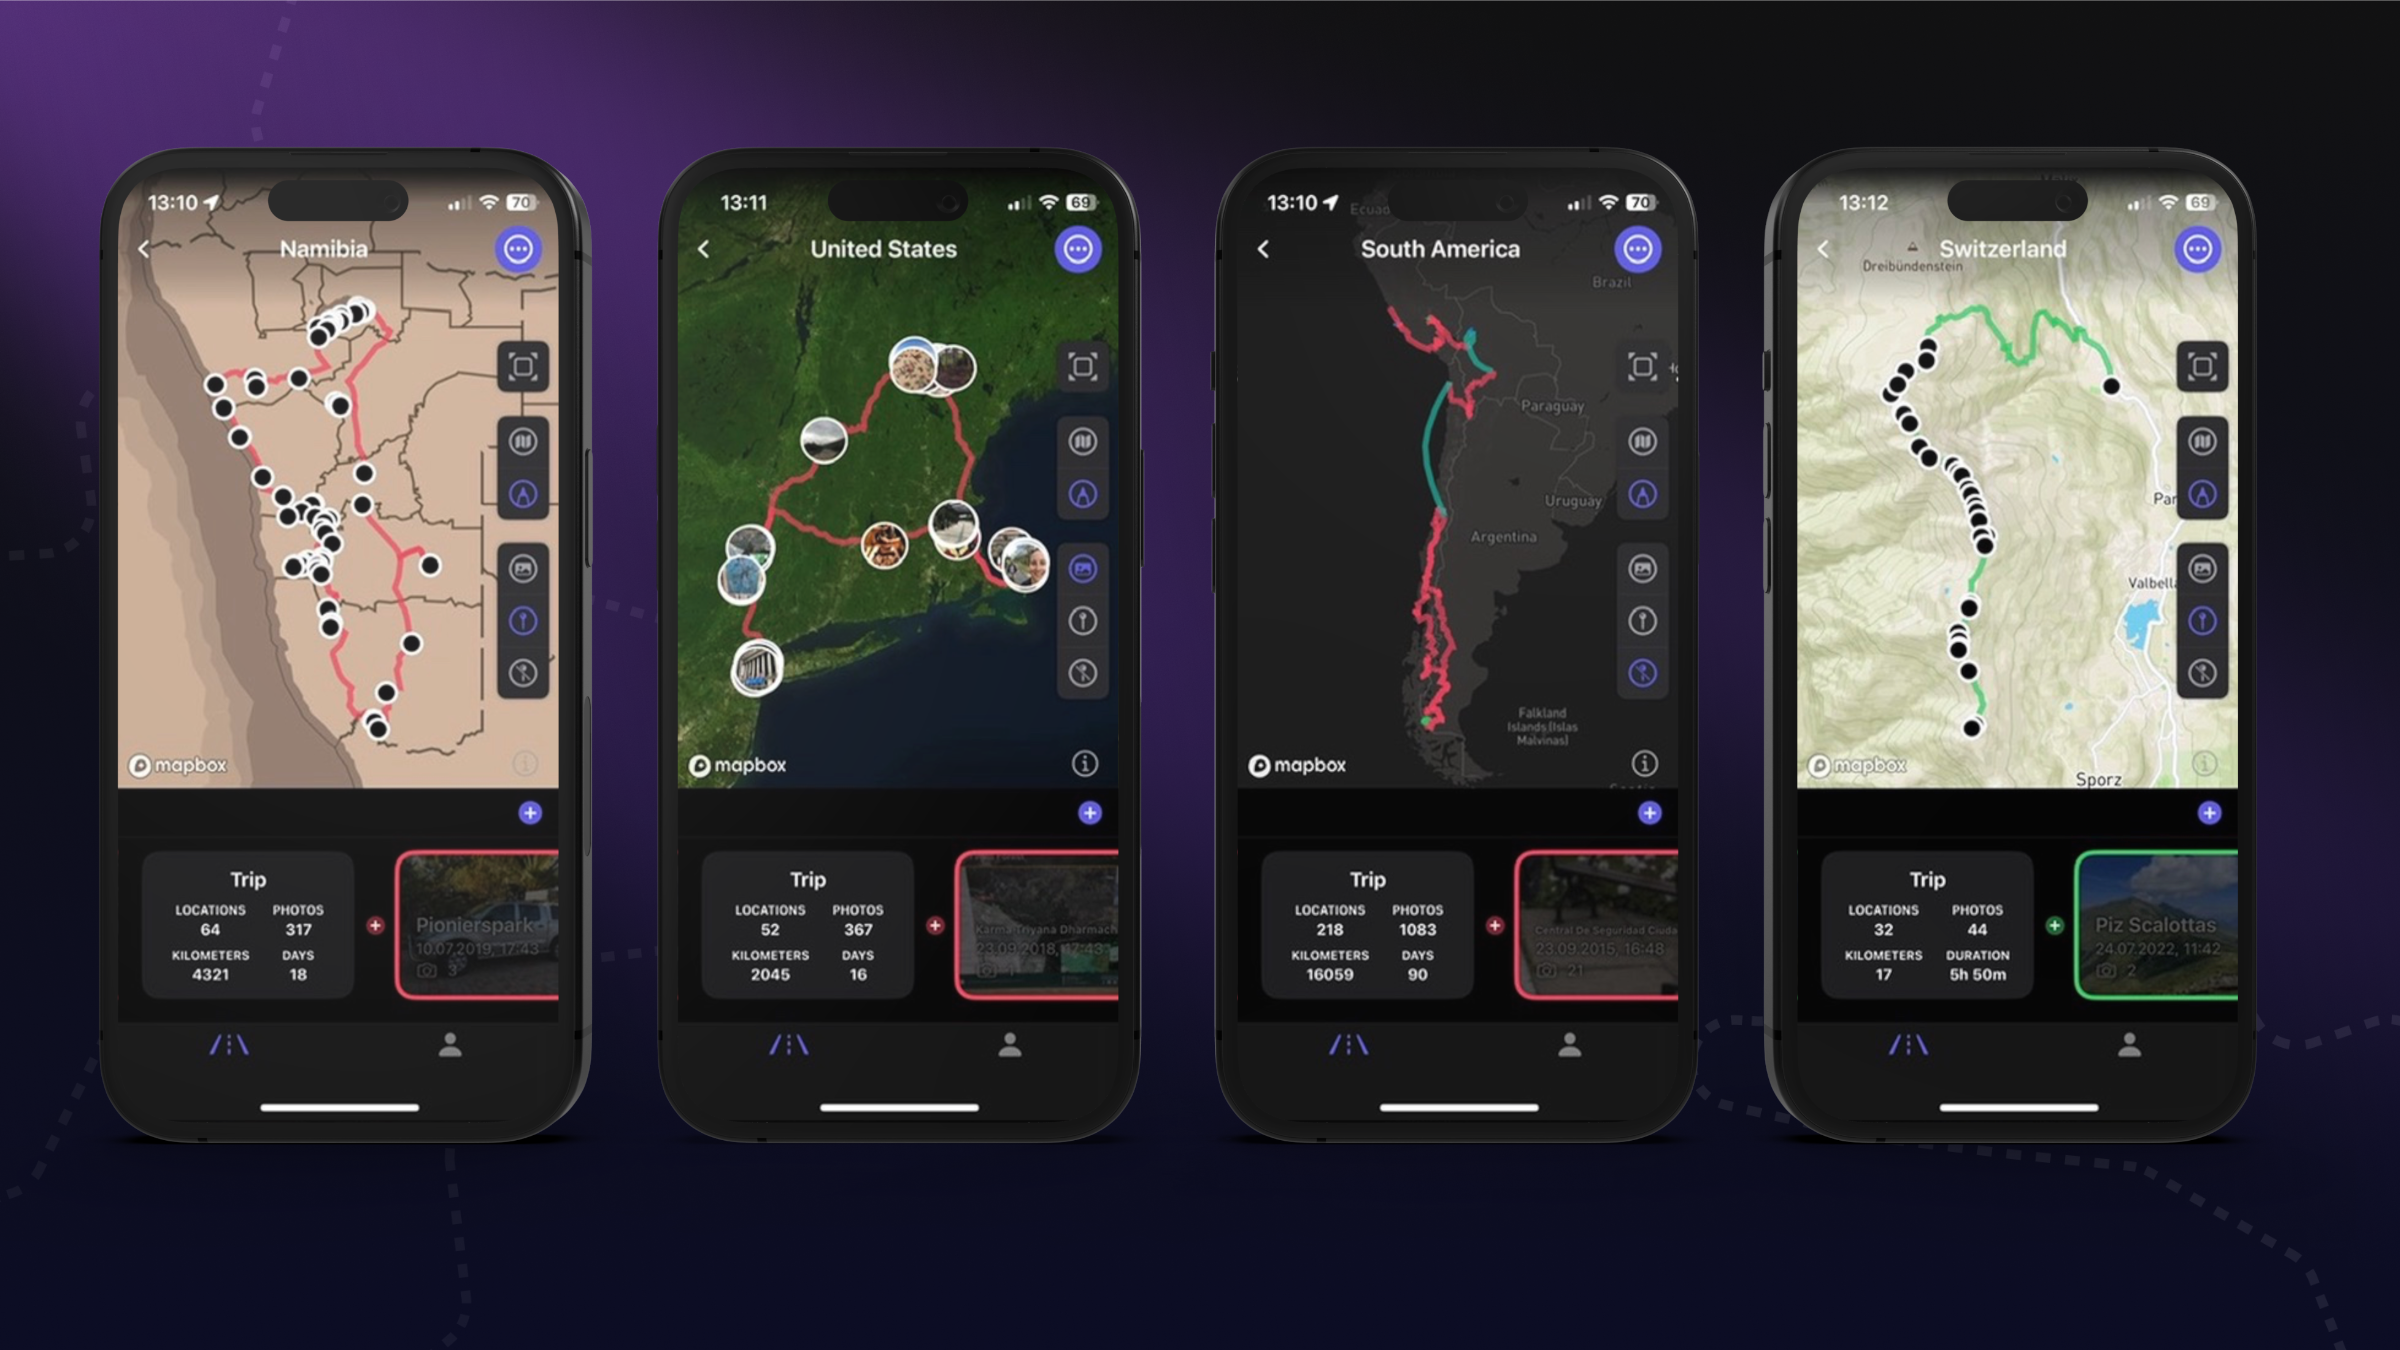 13:10
70
Namibia
mapbox
Trip
LOCATIONS PHOTOS
64 317
KILOMETERS DAYS
4321 18
Pionierspark
10.07.2019, 17:43
3
13:11
69
United States
mapbox
Trip
LOCATIONS PHOTOS
52 367
KILOMETERS DAYS
2045 16
Karma Triyana Dharmach
23.09.2018, 17:43
1
13:10
70
Ecuad
South America
Brazil
Paraguay
Uruguay
Argentina
Falkland
Islands (Islas
Malvinas)
mapbox
Trip
LOCATIONS PHOTOS
218 1083
KILOMETERS DAYS
16059 90
Central De Seguridad Ciuda
23.09.2015, 16:48
21
13:12
69
Switzerland
Dreibündenstein
Par
Valbella
Sporz
mapbox
Trip
LOCATIONS PHOTOS
32 44
KILOMETERS DURATION
17 5h 50m
Piz Scalottas
24.07.2022, 11:42
2